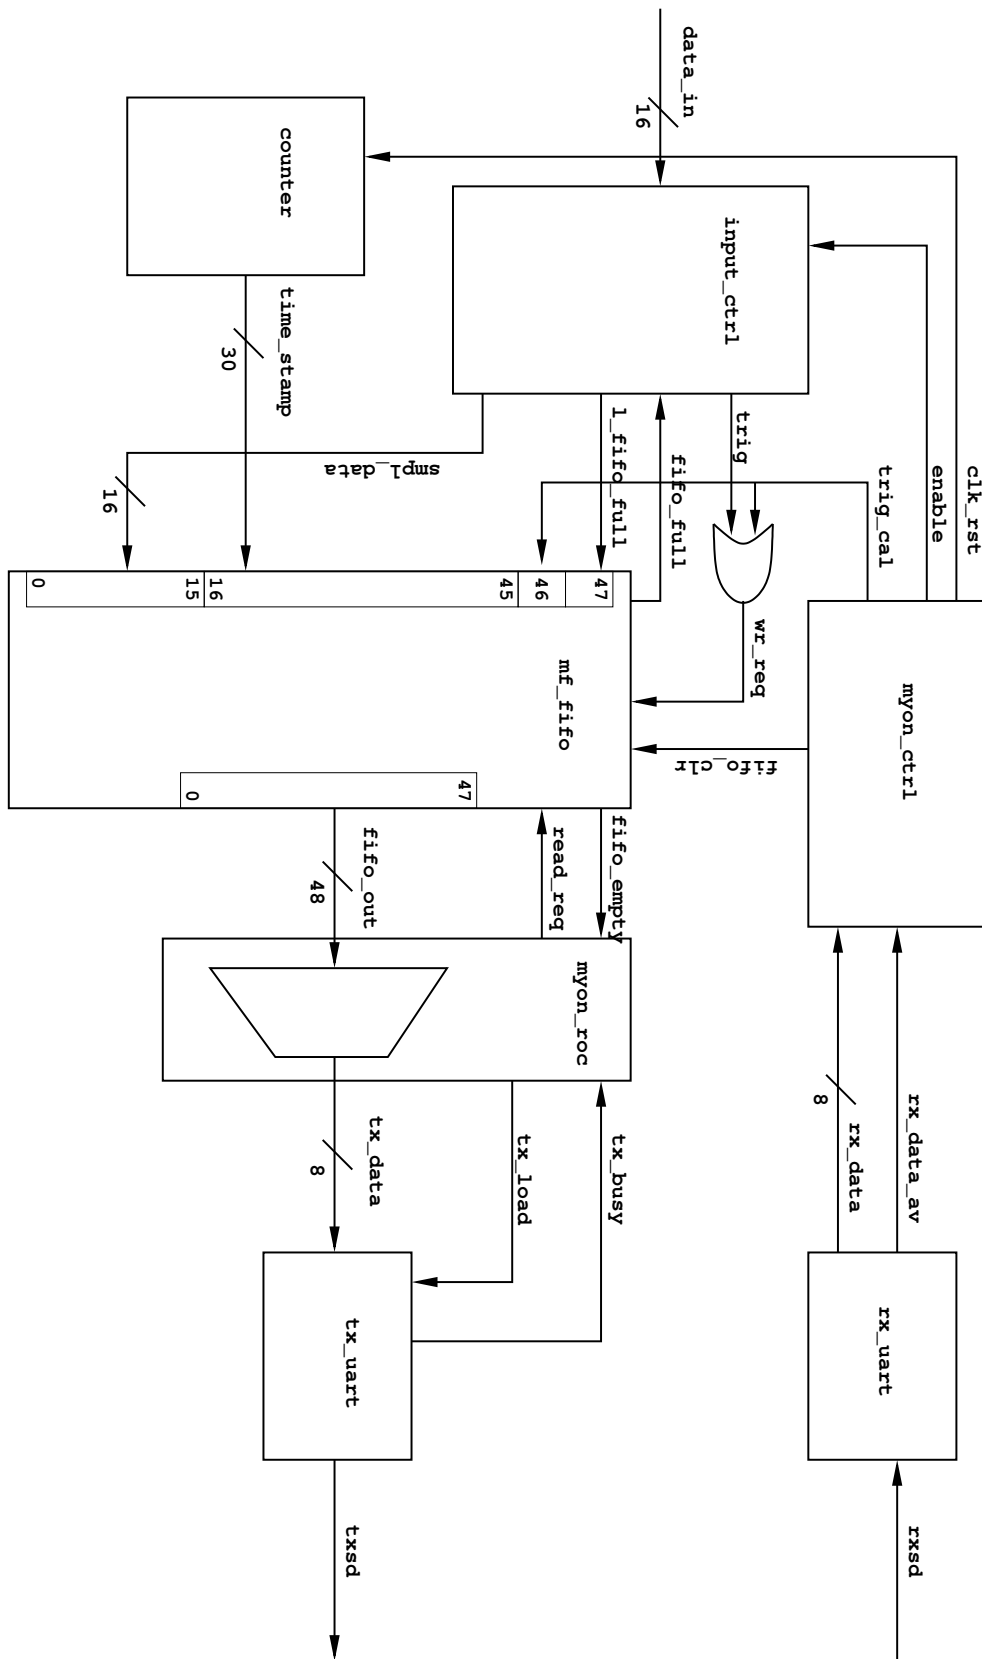 clk_rst
enable
trig_cal
myon_ctrl
rx_data_av
rx_data
8
rx_uart
rxsd
data_in
16
input_ctrl
trig
wr_req
fifo_clr
fifo_full
l_fifo_full
smpl_data
16
counter
time_stamp
30
47
46
45
16
15
0
mf_fifo
47
0
fifo_empty
read_req
fifo_out
48
myon_roc
tx_busy
tx_load
tx_data
8
tx_uart
txsd